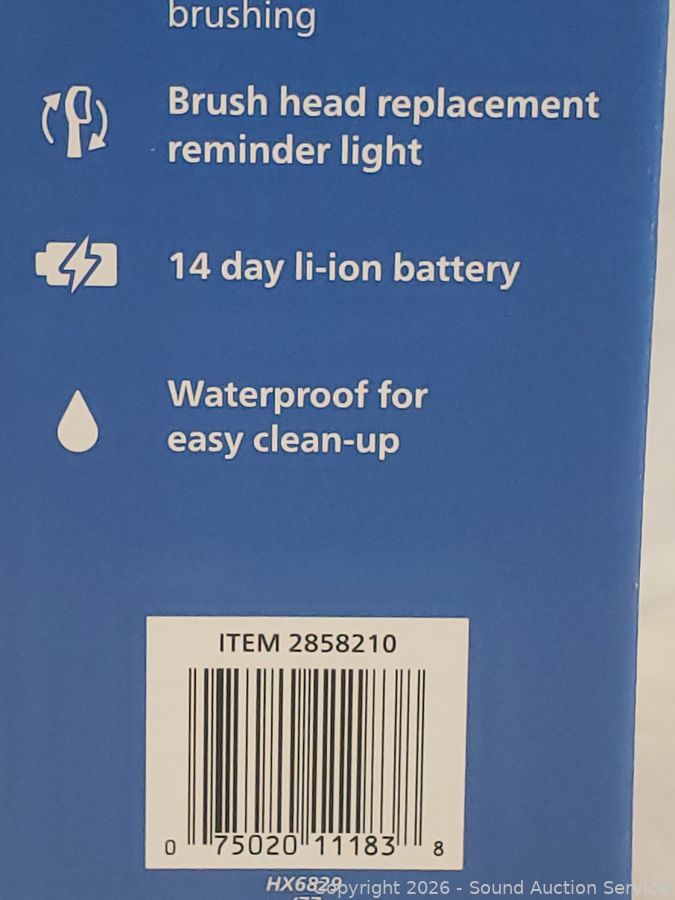 brushing
Brush head replacement
reminder light
14 day li-ion battery
Waterproof for
easy clean-up
ITEM 2858210
0 75020 11183 8
HX6829
Copyright 2026 - Sound Auction Service